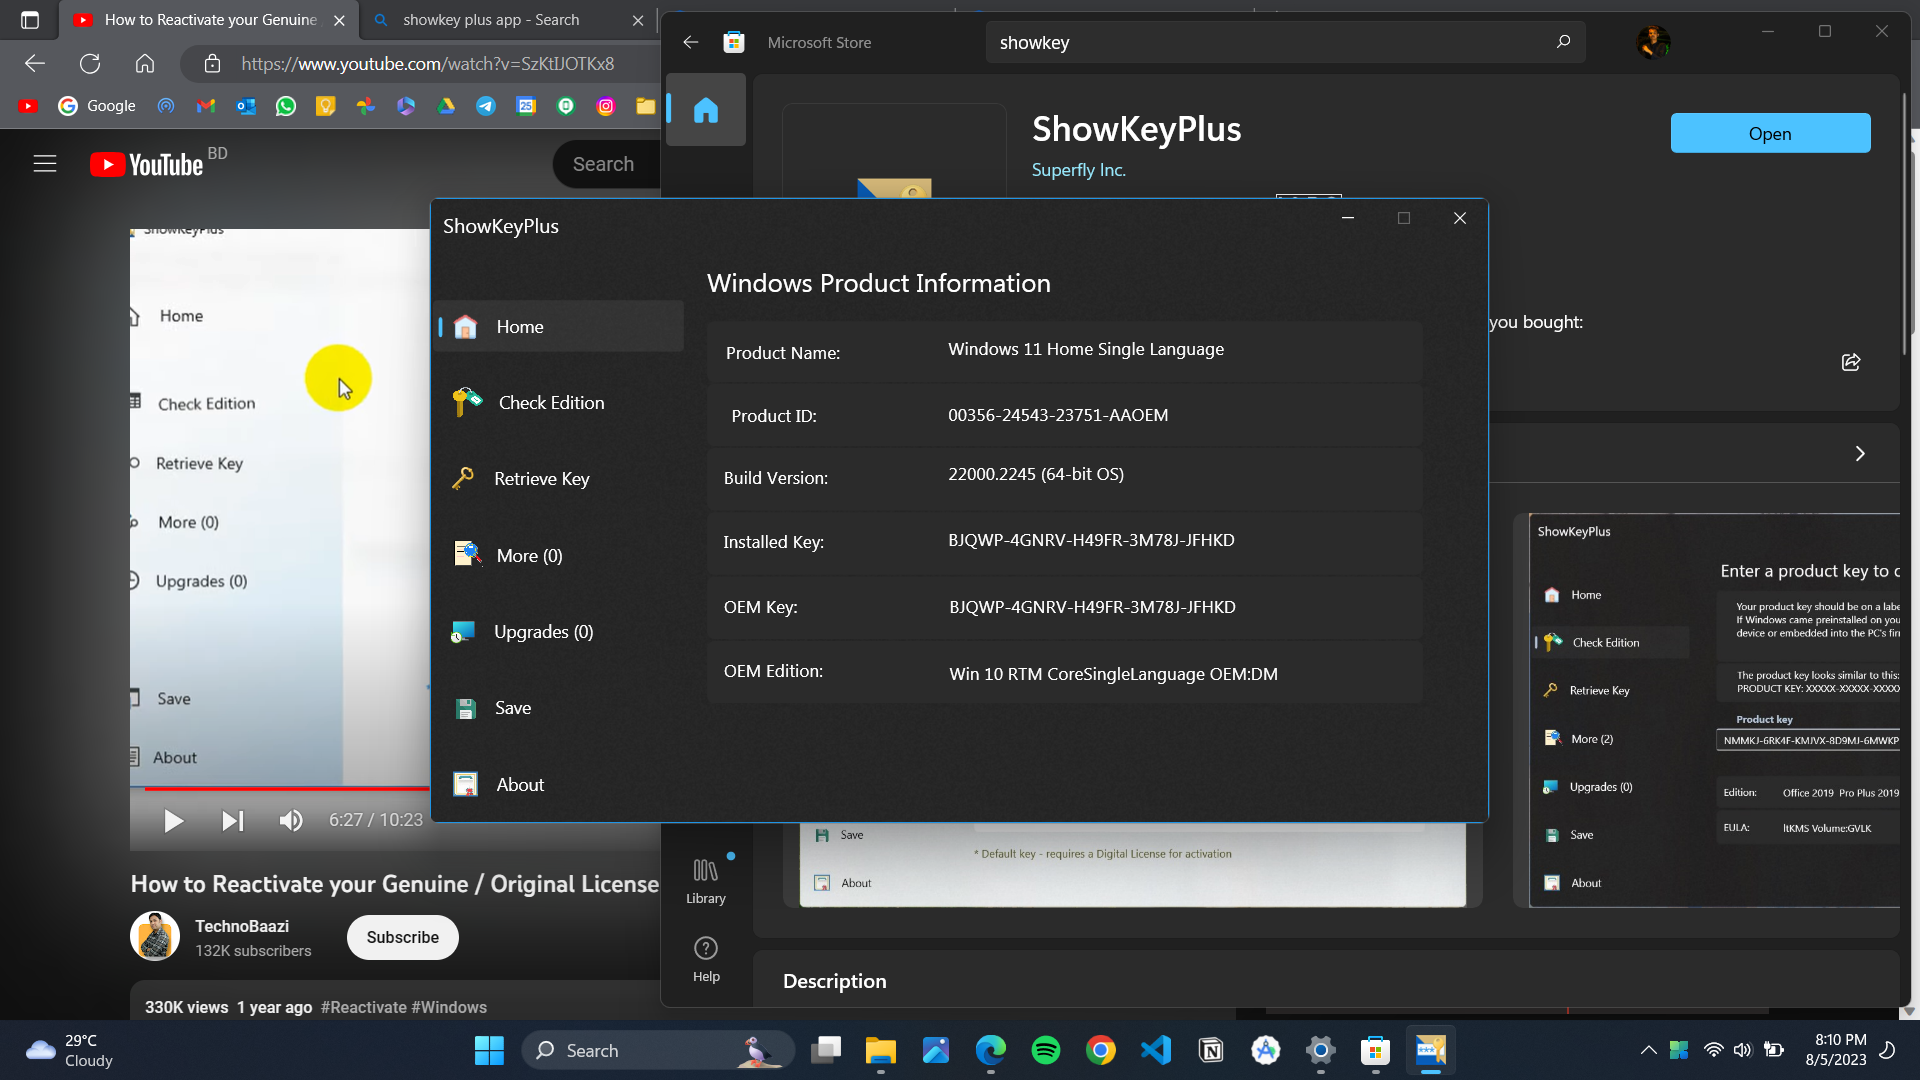 How to Reactivate your Genuine
showkey plus app - Search
https://www.youtube.com/watch?v=SzKtIJOTKx8
Google
YouTube BD
Search
Home
Check Edition
Retrieve Key
More (0)
Upgrades (0)
Save
About
6:27 / 10:23
How to Reactivate your Genuine / Original License
TechnoBaazi
132K subscribers
Subscribe
330K views 1 year ago #Reactivate #Windows
Microsoft Store
showkey
ShowKeyPlus
Superfly Inc.
Open
you bought:
ShowKeyPlus
Home
Check Edition
Retrieve Key
More (0)
Upgrades (0)
Save
About
Windows Product Information
Product Name: Windows 11 Home Single Language
Product ID: 00356-24543-23751-AAOEM
Build Version: 22000.2245 (64-bit OS)
Installed Key: BJQWP-4GNRV-H49FR-3M78J-JFHKD
OEM Key: BJQWP-4GNRV-H49FR-3M78J-JFHKD
OEM Edition: Win 10 RTM CoreSingleLanguage OEM:DM
Save
* Default key - requires a Digital License for activation
About
ShowKeyPlus
Home
Check Edition
Retrieve Key
More (2)
Upgrades (0)
Save
About
Enter a product key to
Your product key should be on a
If Windows came preinstalled on
device or embedded into the PC's
The product key looks similar to this:
PRODUCT KEY: XXXXX-XXXXX-XXXXX
Product key
NMMKJ-6RK4F-KMJVX-8D9MJ-6MWKP
Edition: Office 2019 Pro Plus 2019
EULA: ltKMS Volume:GVLK
Library
Help
Description
29°C
Cloudy
Search
8:10 PM
8/5/2023